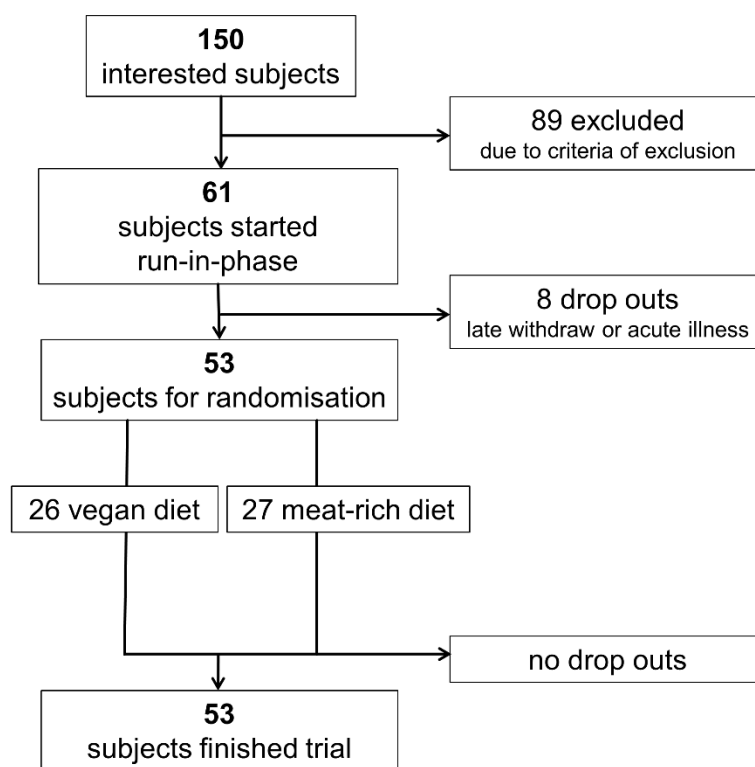 150
interested subjects
89 excluded
due to criteria of exclusion
61
subjects started
run-in-phase
8 drop outs
late withdraw or acute illness
53
subjects for randomisation
26 vegan diet
27 meat-rich diet
no drop outs
53
subjects finished trial